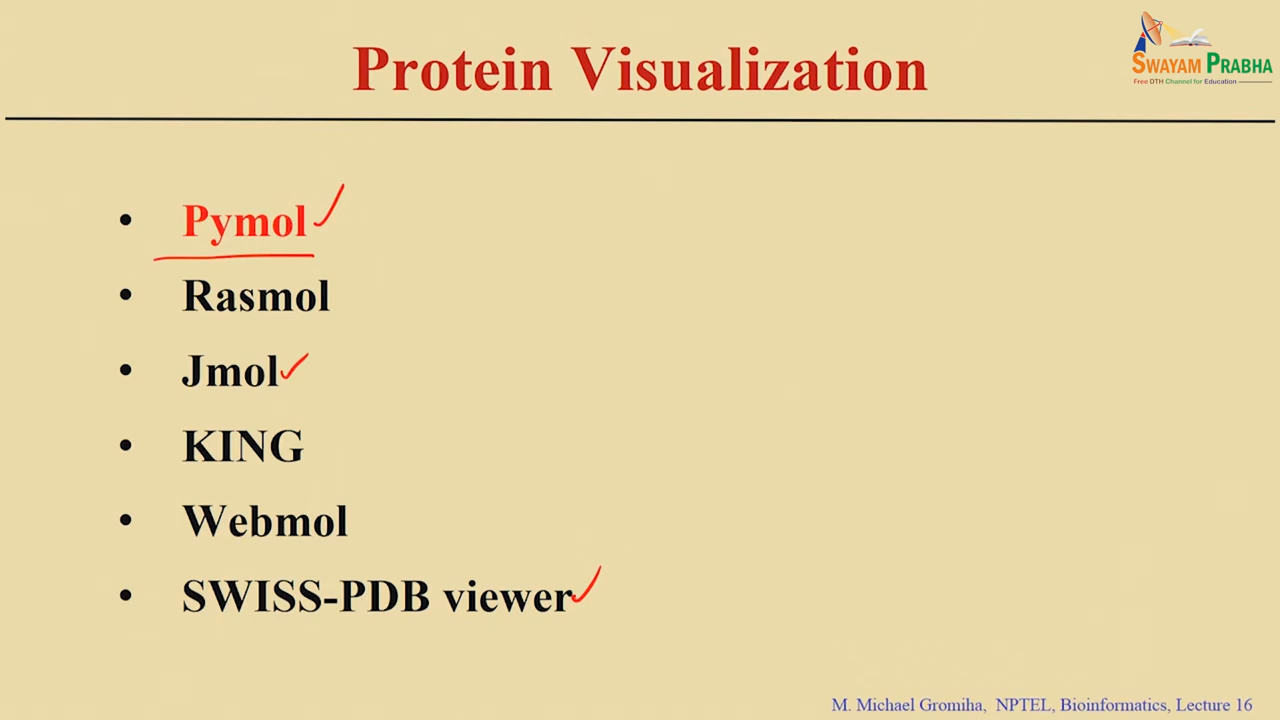 Protein Visualization
SWAYAM PRABHA
Free DTH Channel for Education
• Pymol
• Rasmol
• Jmol
• KING
• Webmol
• SWISS-PDB viewer
M. Michael Gromiha, NPTEL, Bioinformatics, Lecture 16